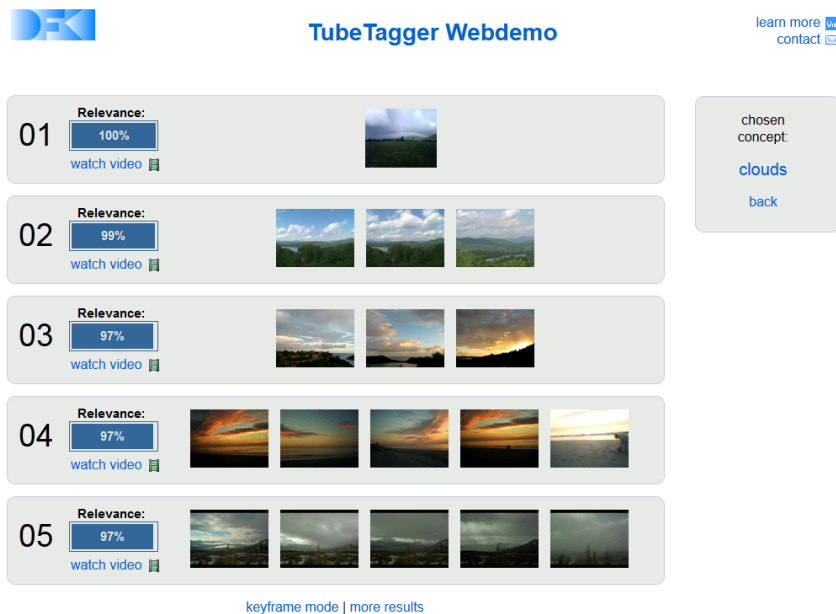 DFKI
TubeTagger Webdemo
learn more
contact
01
Relevance:
100%
watch video
02
Relevance:
99%
watch video
03
Relevance:
97%
watch video
04
Relevance:
97%
watch video
05
Relevance:
97%
watch video
chosen
concept:
clouds
back
keyframe mode | more results